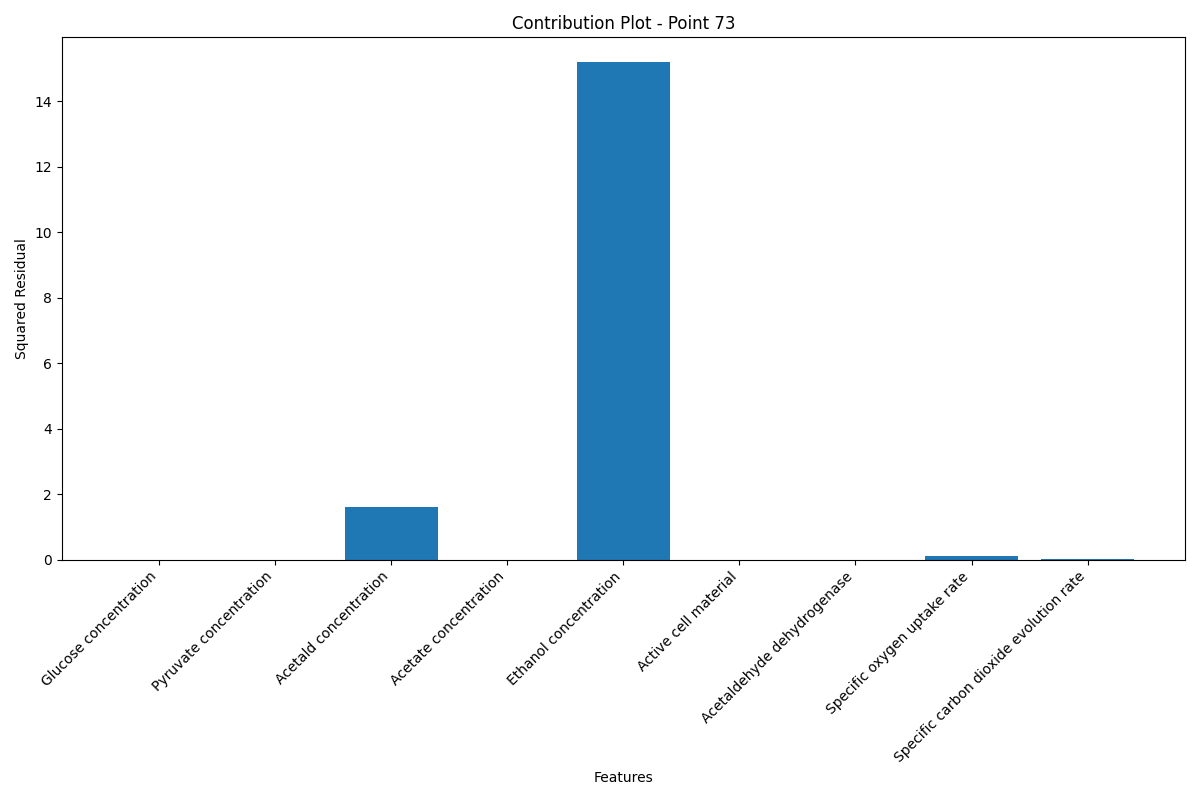 Contribution Plot - Point 73
Squared Residual
14
12
10
8
6
4
2
0
Glucose concentration
Pyruvate concentration
Acetald concentration
Acetate concentration
Ethanol concentration
Active cell material
Acetaldehyde dehydrogenase
Specific oxygen uptake rate
Specific carbon dioxide evolution rate
Features